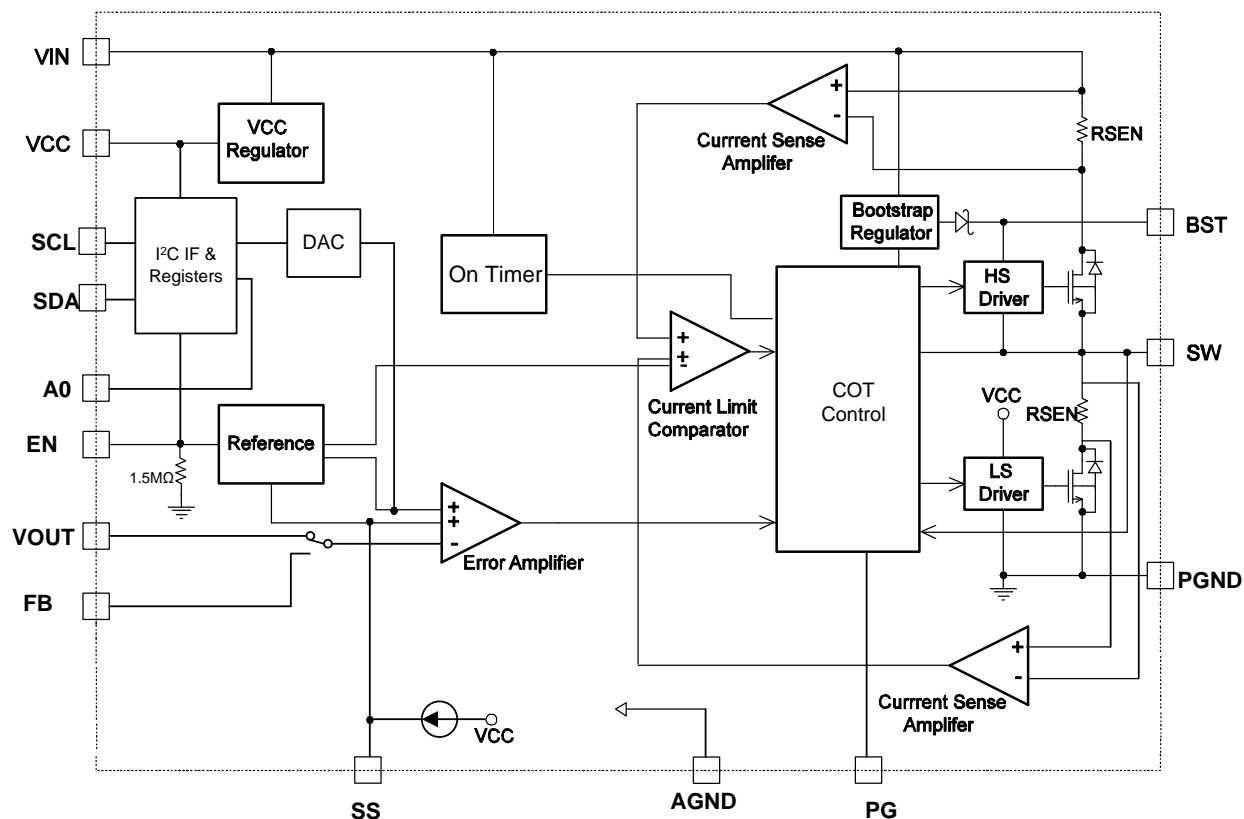 VIN
+
-
Currrent Sense
Amplifer
RSEN
VCC
VCC
Regulator
SCL
I²C IF &
Registers
DAC
SDA
On Timer
Bootstrap
Regulator
BST
HS
Driver
A0
+
+
-
Current Limit
Comparator
COT
Control
SW
VCC
RSEN
EN
Reference
1.5MΩ
LS
Driver
VOUT
+
+
-
Error Amplifier
FB
PGND
+
-
Currrent Sense
Amplifer
VCC
SS
AGND
PG